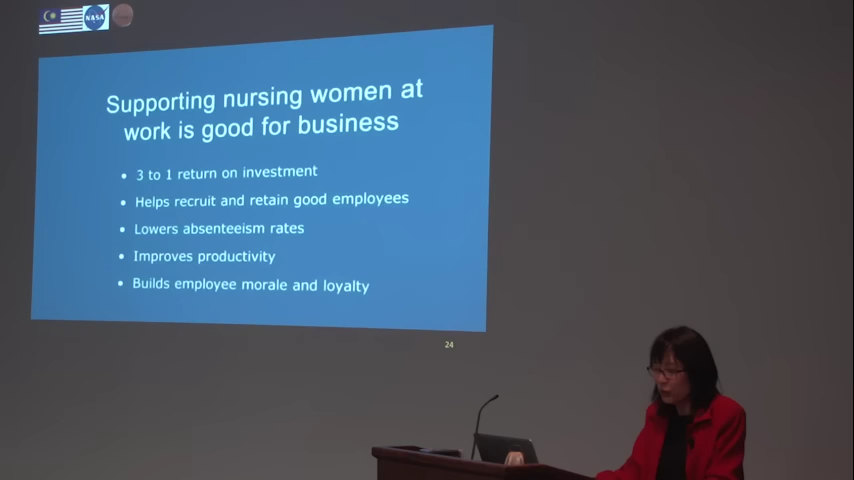 NASA
Supporting nursing women at
work is good for business
• 3 to 1 return on investment
• Helps recruit and retain good employees
• Lowers absenteeism rates
• Improves productivity
• Builds employee morale and loyalty
24